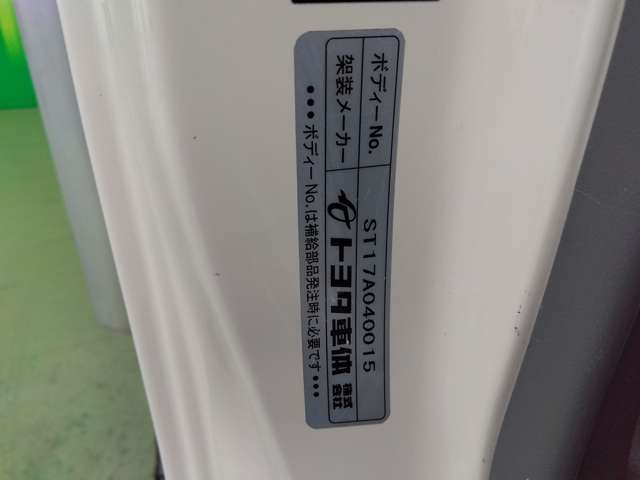 ボディーNo. ST17A040015
架装メーカー トヨタ車体 株式会社
●●●ボディーNo.は補給部品発注時に必要です●●●